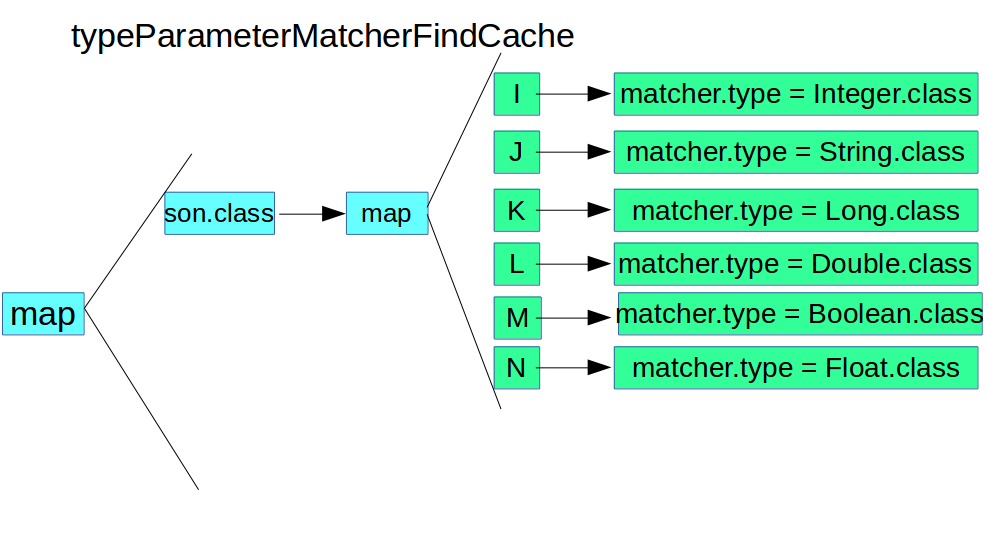 typeParameterMatcherFindCache
I
matcher.type = Integer.class
J
matcher.type = String.class
son.class
map
K
matcher.type = Long.class
L
matcher.type = Double.class
map
M
matcher.type = Boolean.class
N
matcher.type = Float.class